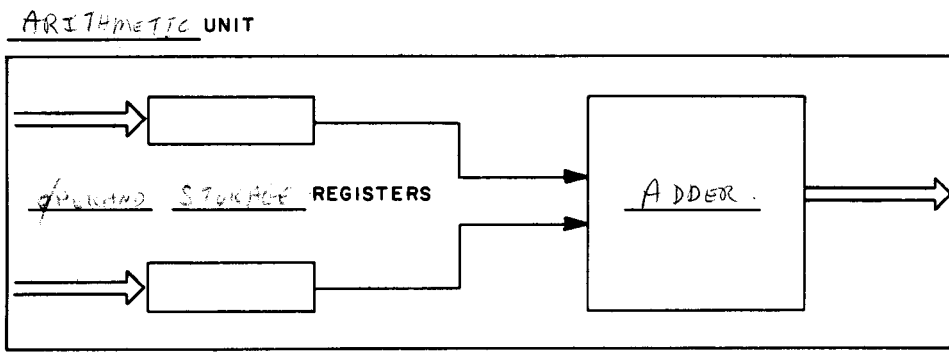 ARITHMETIC UNIT
OPERAND STORAGE REGISTERS
ADDER.